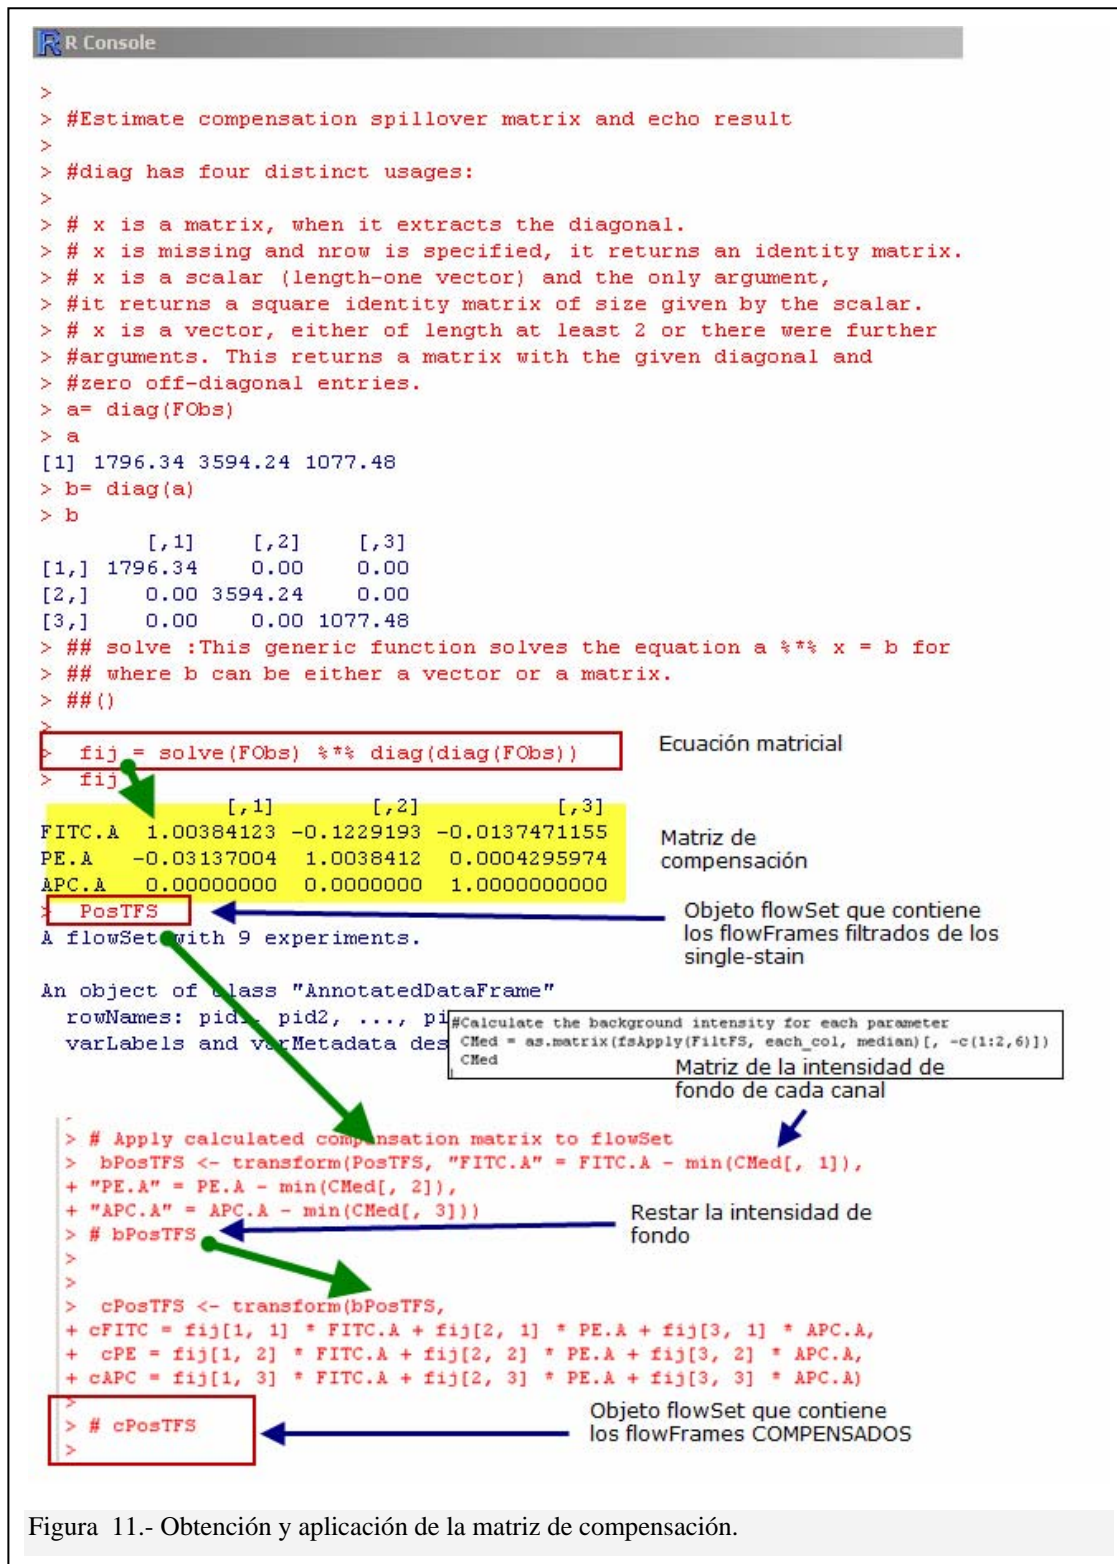 R Console
>
> #Estimate compensation spillover matrix and echo result
>
> #diag has four distinct usages:
>
> # x is a matrix, when it extracts the diagonal.
> # x is missing and nrow is specified, it returns an identity matrix.
> # x is a scalar (length-one vector) and the only argument,
> #it returns a square identity matrix of size given by the scalar.
> # x is a vector, either of length at least 2 or there were further
> #arguments. This returns a matrix with the given diagonal and
> #zero off-diagonal entries.
> a= diag(FObs)
> a
[1] 1796.34 3594.24 1077.48
> b= diag(a)
> b
[,1] [,2] [,3]
[1,] 1796.34 0.00 0.00
[2,] 0.00 3594.24 0.00
[3,] 0.00 0.00 1077.48
> ## solve :This generic function solves the equation a %*% x = b for
> ## where b can be either a vector or a matrix.
> ##()
>
> fij = solve(FObs) %*% diag(diag(FObs))
Ecuación matricial
> fij
[,1] [,2] [,3]
FITC.A 1.00384123 -0.1229193 -0.0137471155
PE.A -0.03137004 1.0038412 0.0004295974
APC.A 0.00000000 0.0000000 1.0000000000
Matriz de
compensación
> PosTFS
Objeto flowSet que contiene
los flowFrames filtrados de los
single-stain
A flowSet with 9 experiments.
An object of class "AnnotatedDataFrame"
rowNames: pid1, pid2, ..., pi
varLabels and varMetadata des
#Calculate the background intensity for each parameter
CMed = as.matrix(fsApply(FiltFS, each_col, median)[, -c(1:2,6)])
CMed
Matriz de la intensidad de
fondo de cada canal
> # Apply calculated compensation matrix to flowSet
> bPosTFS <- transform(PosTFS, "FITC.A" = FITC.A - min(CMed[, 1]),
+ "PE.A" = PE.A - min(CMed[, 2]),
+ "APC.A" = APC.A - min(CMed[, 3]))
> # bPosTFS
Restar la intensidad de
fondo
>
>
> cPosTFS <- transform(bPosTFS,
+ cFITC = fij[1, 1] * FITC.A + fij[2, 1] * PE.A + fij[3, 1] * APC.A,
+ cPE = fij[1, 2] * FITC.A + fij[2, 2] * PE.A + fij[3, 2] * APC.A,
+ cAPC = fij[1, 3] * FITC.A + fij[2, 3] * PE.A + fij[3, 3] * APC.A)
>
> # cPosTFS
>
Objeto flowSet que contiene
los flowFrames COMPENSADOS
Figura 11.- Obtención y aplicación de la matriz de compensación.